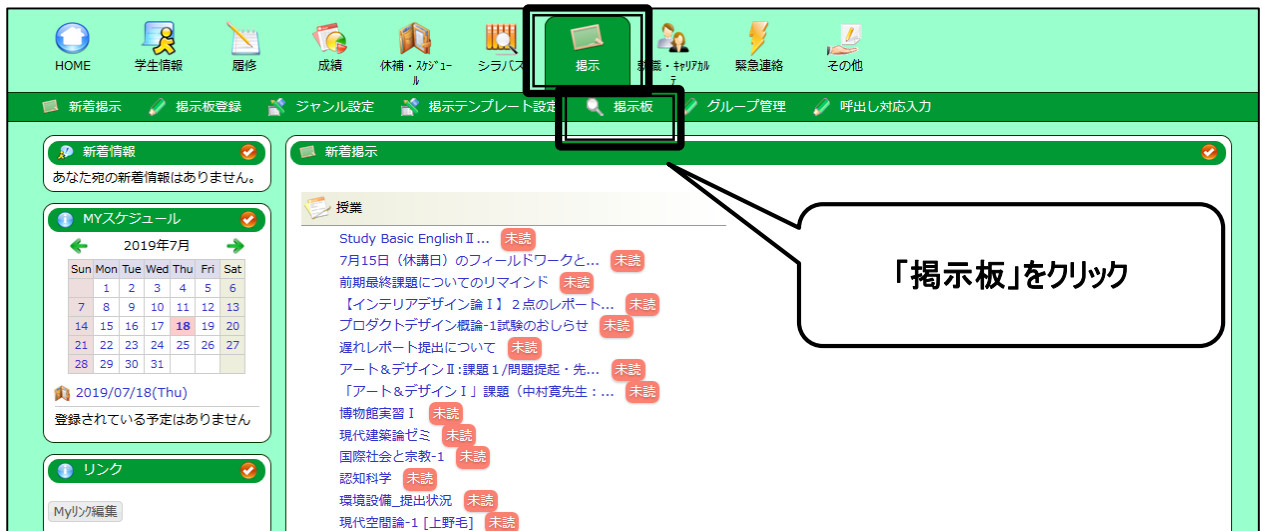 HOME 学生情報 履修 成績 休補・ｽｹｼﾞｭｰﾙ シラバス 掲示 ・ｷｬﾘｱｶﾙﾃ 緊急連絡 その他
新着掲示 掲示板登録 ジャンル設定 掲示テンプレート設定 掲示板 グループ管理 呼出し対応入力
新着情報
あなた宛の新着情報はありません。
MYスケジュール
2019年7月
Sun Mon Tue Wed Thu Fri Sat
1 2 3 4 5 6
7 8 9 10 11 12 13
14 15 16 17 18 19 20
21 22 23 24 25 26 27
28 29 30 31
2019/07/18(Thu)
登録されている予定はありません
リンク
Myﾘﾝｸ編集
新着掲示
授業
Study Basic EnglishⅡ... 未読
7月15日（休講日）のフィールドワークと... 未読
前期最終課題についてのリマインド 未読
【インテリアデザイン論Ⅰ】２点のレポート... 未読
プロダクトデザイン概論-1試験のおしらせ 未読
遅れレポート提出について 未読
アート＆デザインⅡ:課題１/問題提起・先... 未読
「アート＆デザインⅠ」課題（中村寛先生：... 未読
博物館実習Ⅰ 未読
現代建築論ゼミ 未読
国際社会と宗教-1 未読
認知科学 未読
環境設備_提出状況 未読
現代空間論-1 [上野毛] 未読
「掲示板」をクリック